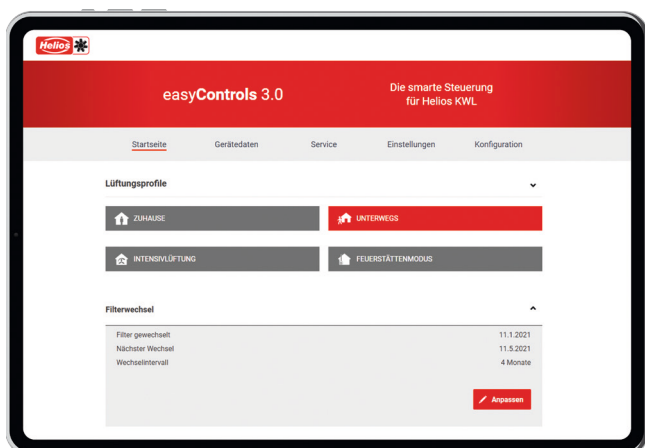 Helios
easyControls 3.0
Die smarte Steuerung
für Helios KWL
Startseite Gerätedaten Service Einstellungen Konfiguration
Lüftungsprofile
ZUHAUSE UNTERWEGS
INTENSIVLÜFTUNG FEUERSTÄTTENMODUS
Filterwechsel
Filter gewechselt 11.1.2021
Nächster Wechsel 11.5.2021
Wechselintervall 4 Monate
Anpassen